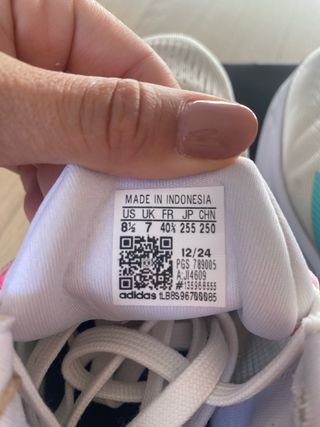 MADE IN INDONESIA
US UK FR JP CHN
8½ 7 40⅔ 255 250
12/24
PGS 789005
A:JI4609
adidas